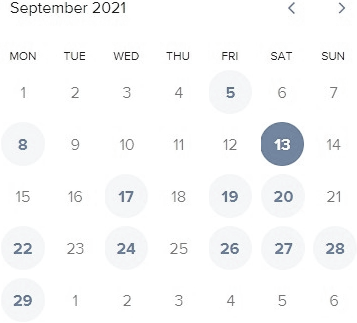 September 2021
MON TUE WED THU FRI SAT SUN
1 2 3 4 5 6 7
8 9 10 11 12 13 14
15 16 17 18 19 20 21
22 23 24 25 26 27 28
29 1 2 3 4 5 6